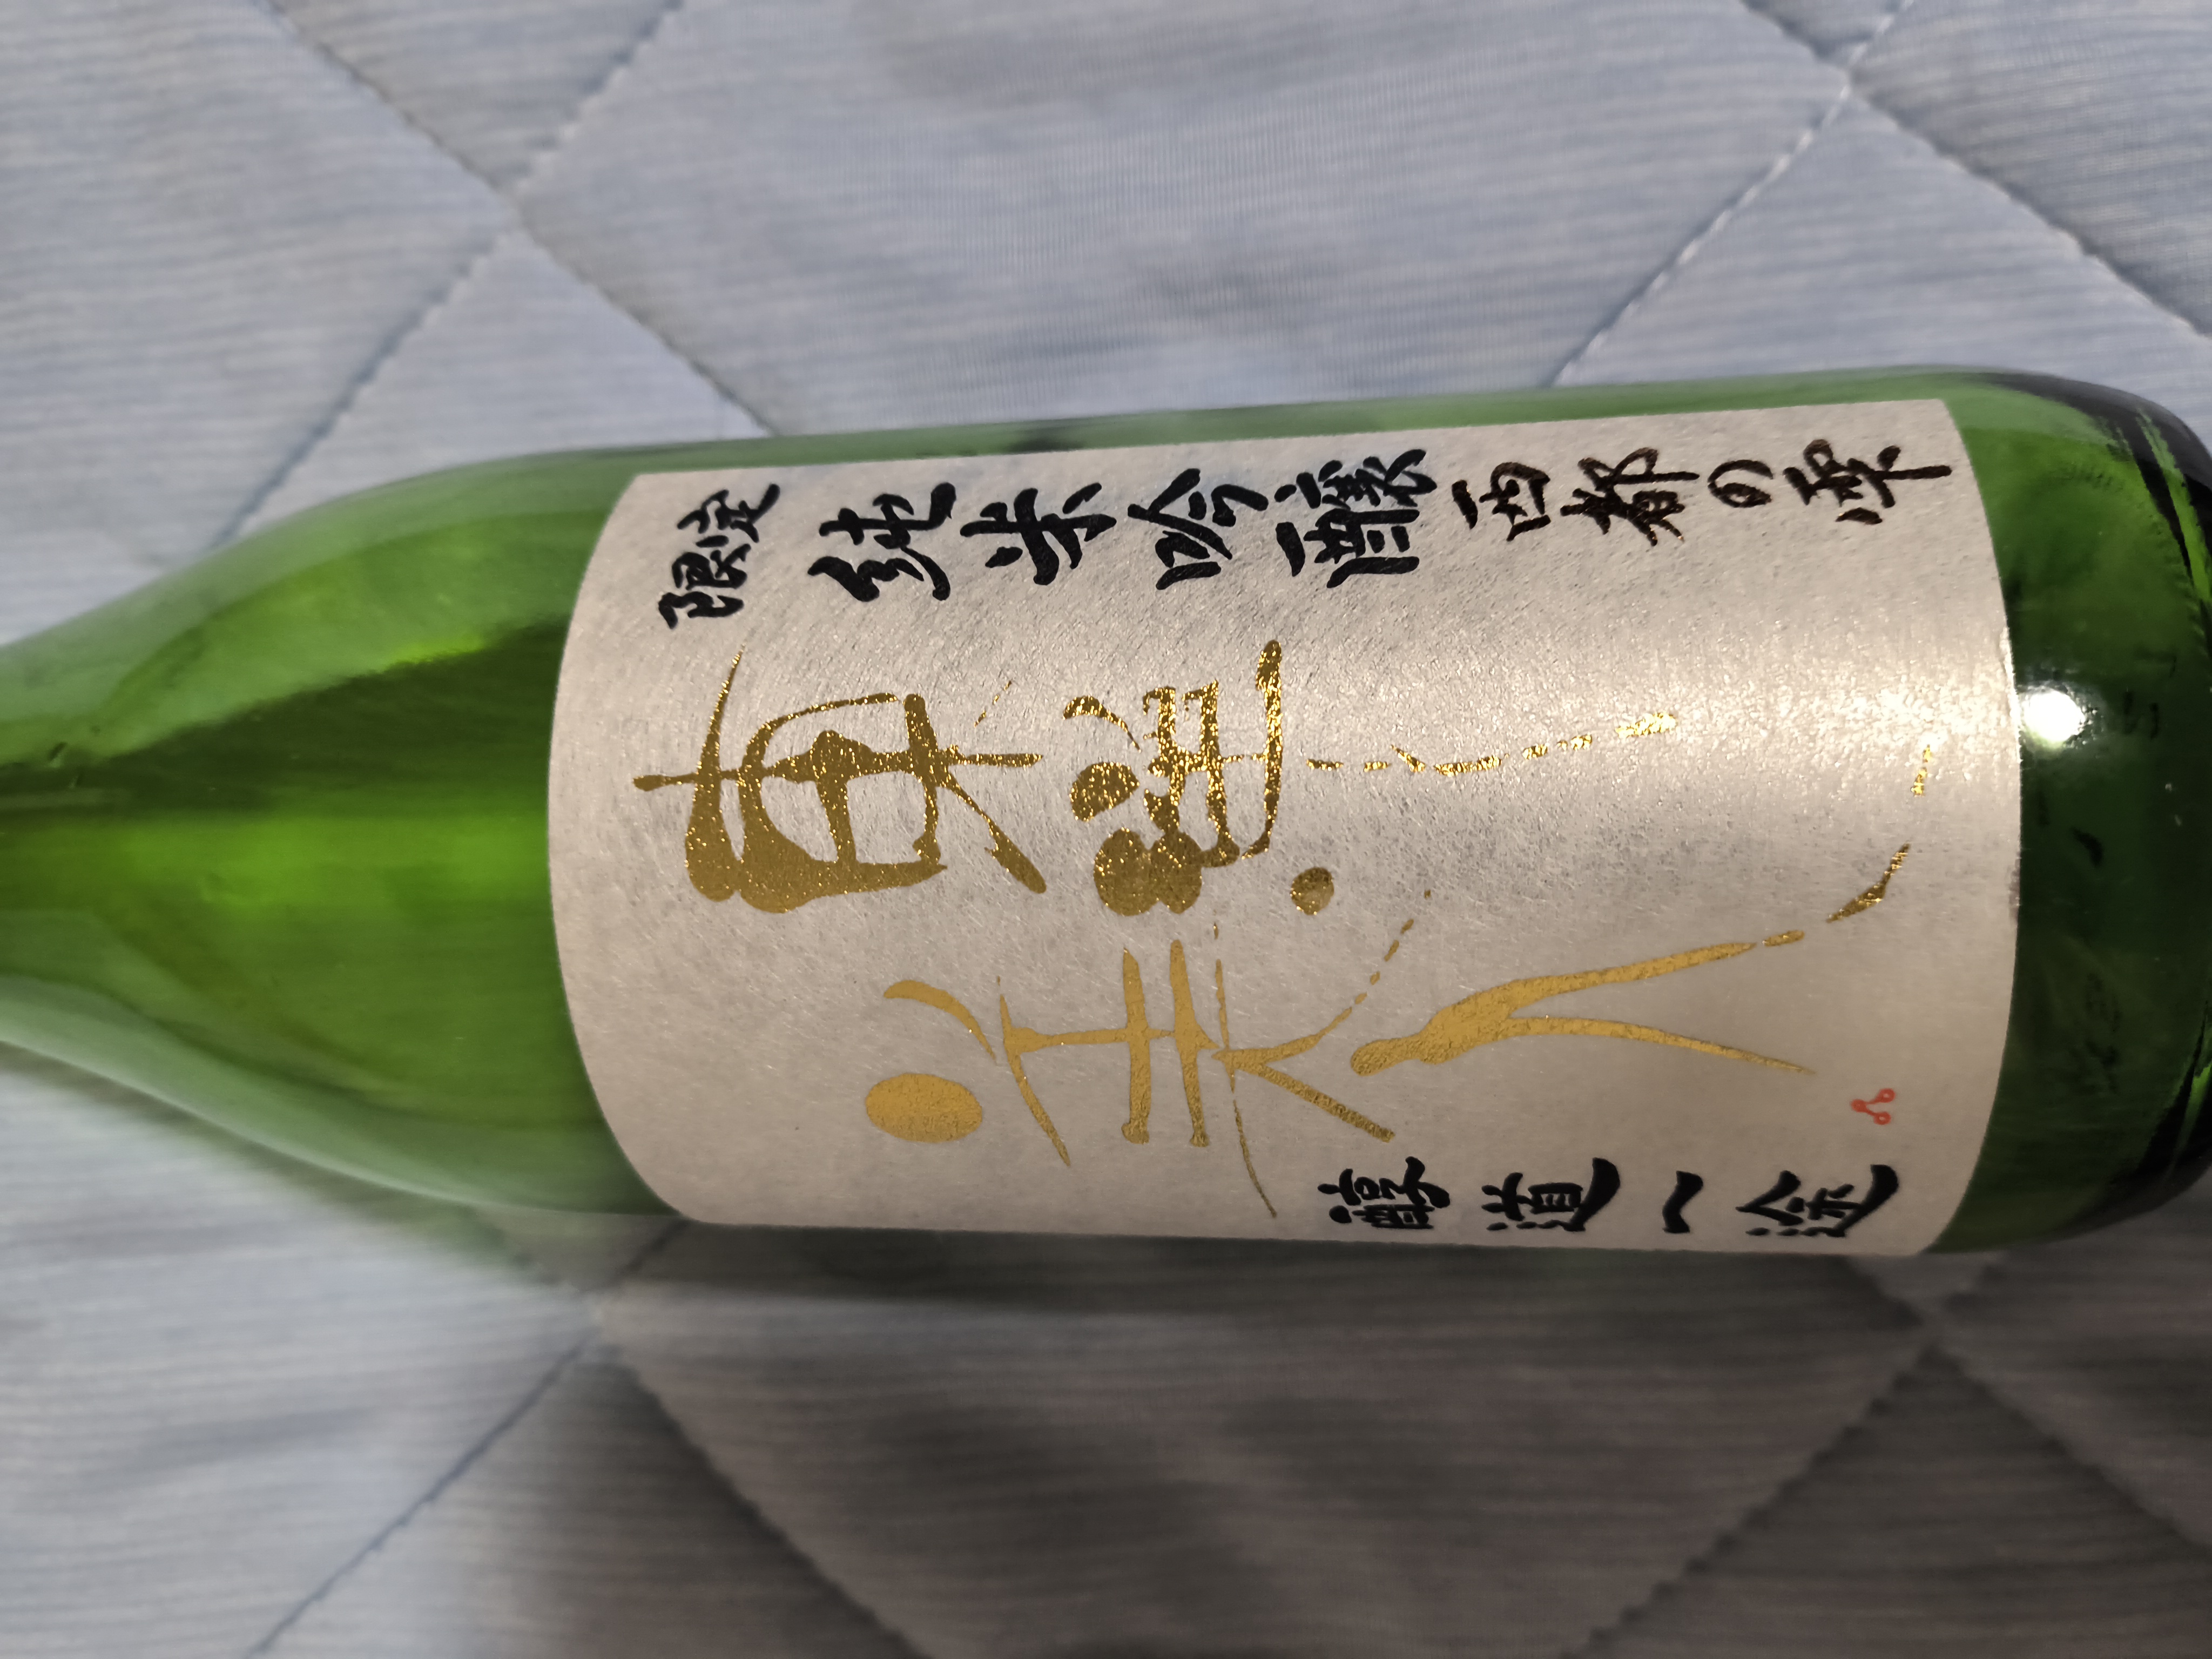 限定 純米吟醸 西都の雫
東洋
美人
醇道一途